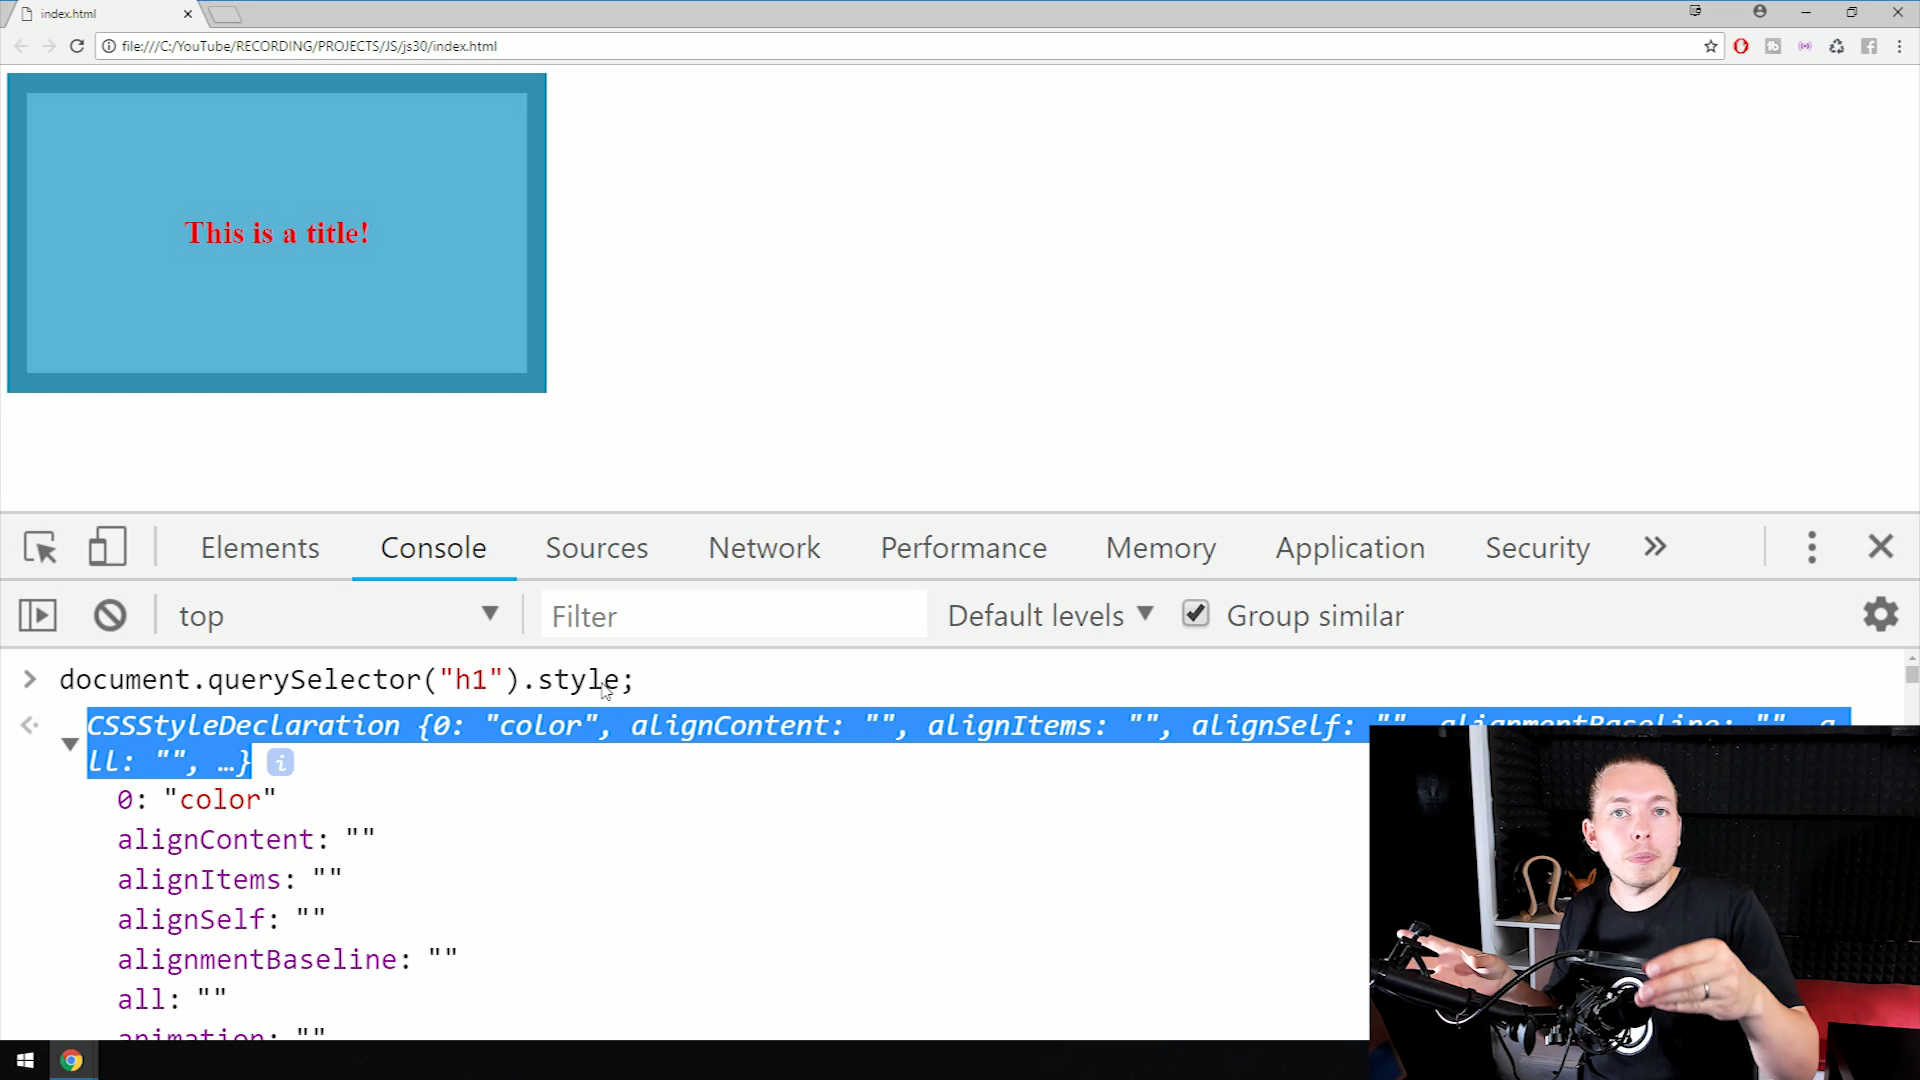 index.html
file:///C:/YouTube/RECORDING/PROJECTS/JS/js30/index.html
This is a title!
Elements Console Sources Network Performance Memory Application Security
top Filter Default levels Group similar
document.querySelector("h1").style;
CSSStyleDeclaration {0: "color", alignContent: "", alignItems: "", alignSelf: "", alignmentBaseline: "", a
ll: "", …}
0: "color"
alignContent: ""
alignItems: ""
alignSelf: ""
alignmentBaseline: ""
all: ""
animation: ""